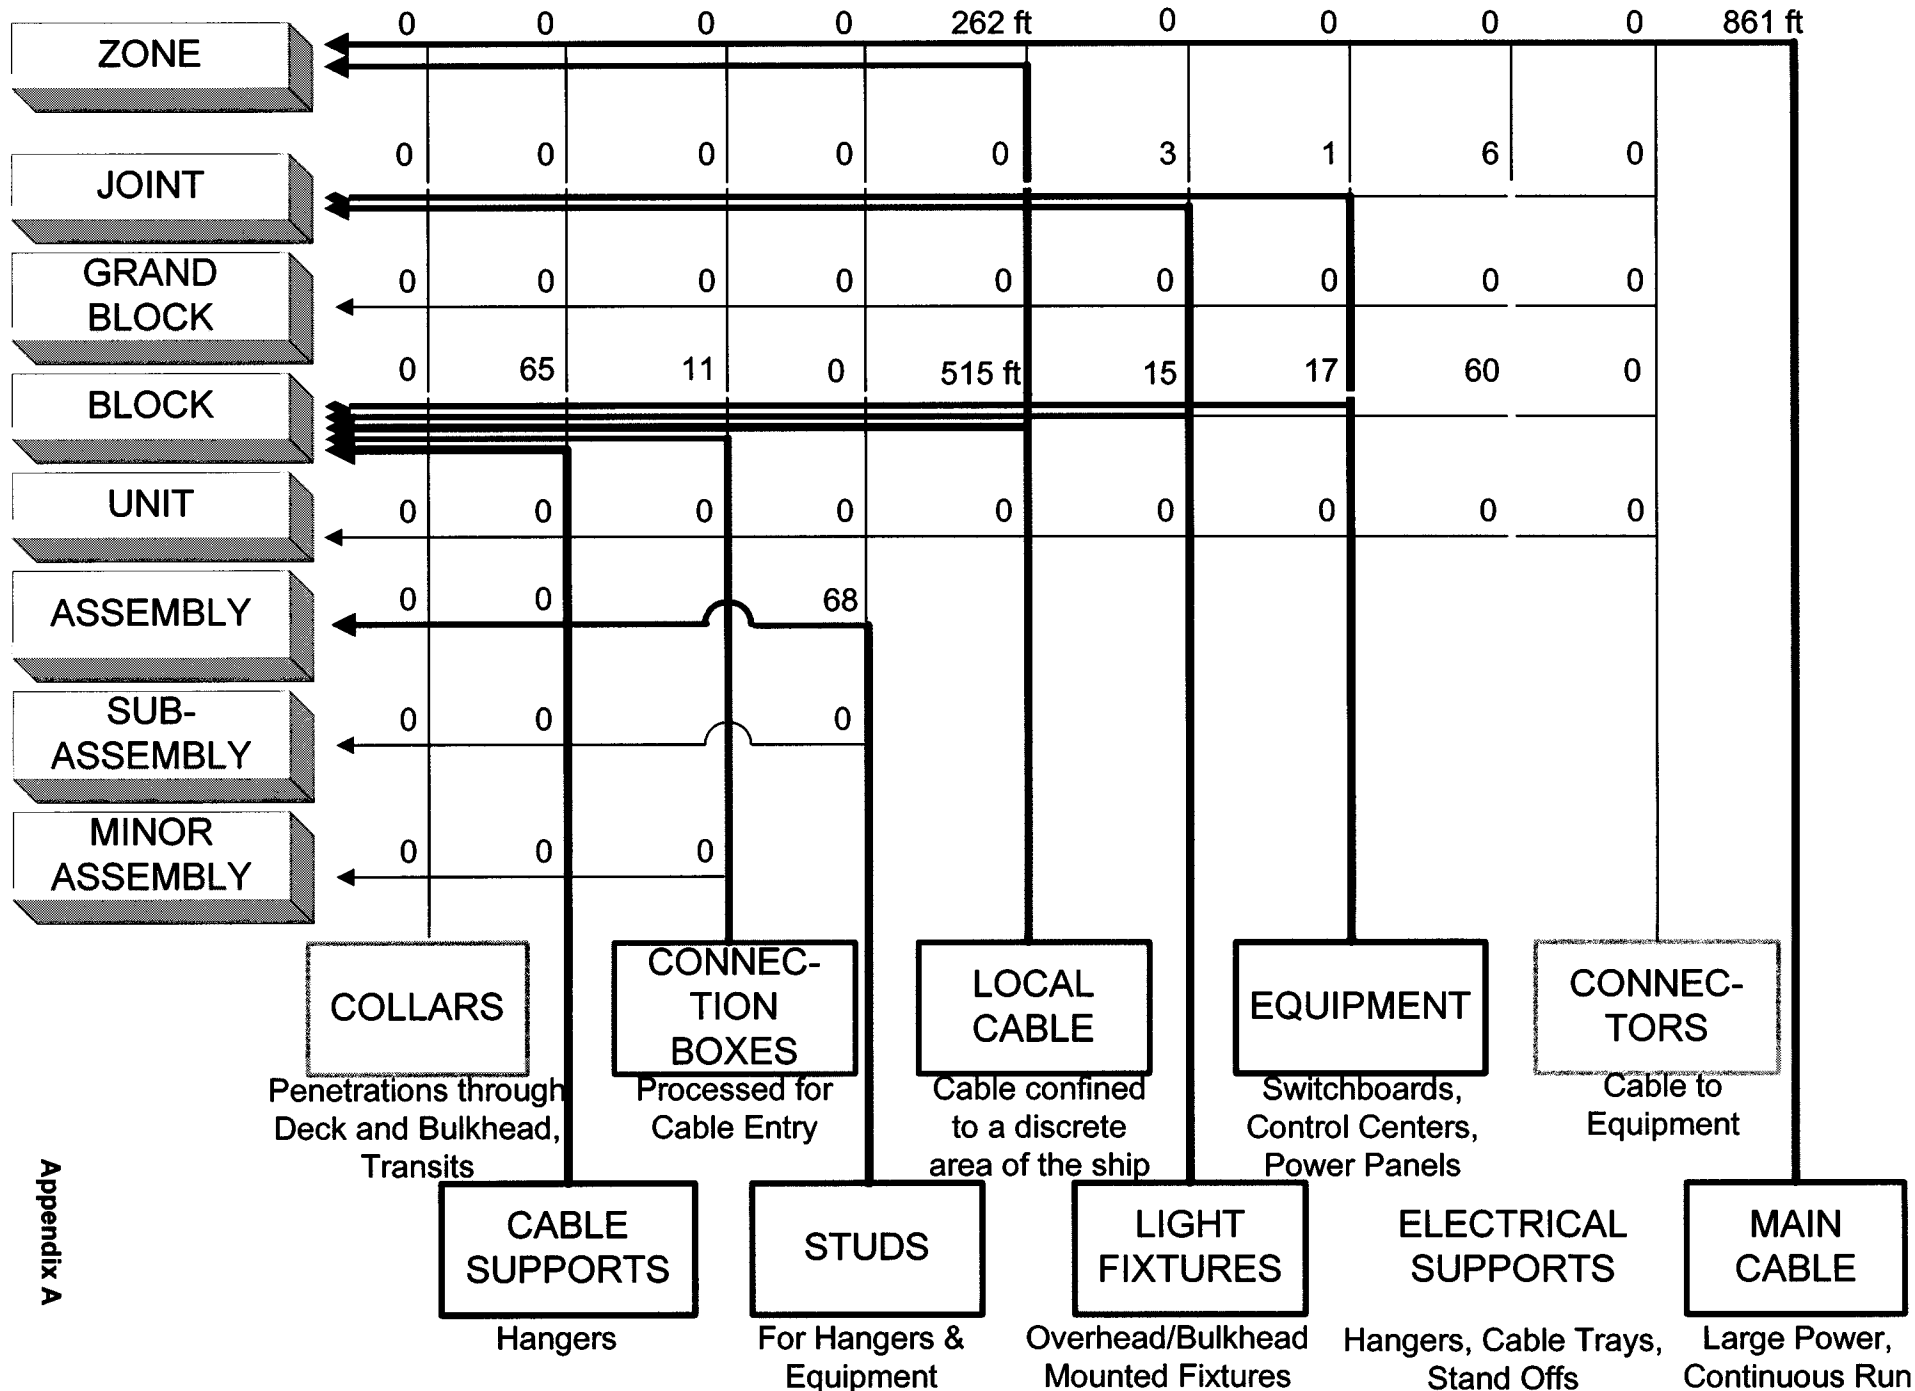 0 0 0 0 262 ft 0 0 0 0 861 ft
ZONE
0 0 0 0 0 3 1 6 0
JOINT
GRAND
BLOCK
0 0 0 0 0 0 0 0 0
0 65 11 0 515 ft 15 17 60 0
BLOCK
UNIT
0 0 0 0 0 0 0 0 0
ASSEMBLY
0 0 68
SUB-
ASSEMBLY
0 0 0
MINOR
ASSEMBLY
0 0 0
COLLARS
Penetrations through
Deck and Bulkhead,
Transits
CONNEC-
TION
BOXES
Processed for
Cable Entry
LOCAL
CABLE
Cable confined
to a discrete
area of the ship
EQUIPMENT
Switchboards,
Control Centers,
Power Panels
CONNEC-
TORS
Cable to
Equipment
CABLE
SUPPORTS
Hangers
STUDS
For Hangers &
Equipment
LIGHT
FIXTURES
Overhead/Bulkhead
Mounted Fixtures
ELECTRICAL
SUPPORTS
Hangers, Cable Trays,
Stand Offs
MAIN
CABLE
Large Power,
Continuous Run
Appendix A